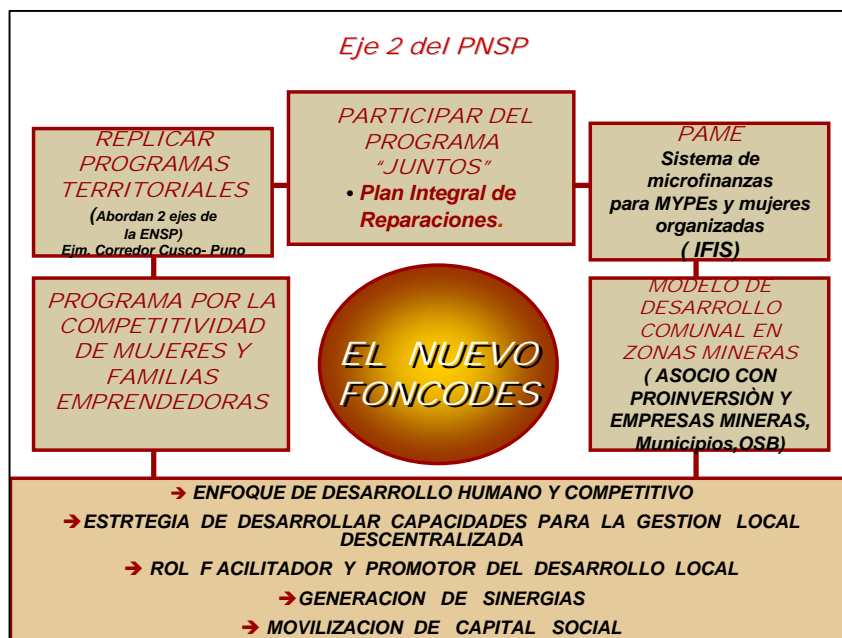 Eje 2 del PNSP
REPLICAR
PROGRAMAS
TERRITORIALES
(Abordan 2 ejes de
la ENSP)
Ejm. Corredor Cusco- Puno
PARTICIPAR DEL
PROGRAMA
“JUNTOS”
• Plan Integral de
Reparaciones.
PAME
Sistema de
microfinanzas
para MYPEs y mujeres
organizadas
( IFIS)
PROGRAMA POR LA
COMPETITIVIDAD
DE MUJERES Y
FAMILIAS
EMPRENDEDORAS
EL NUEVO
FONCODES
MODELO DE
DESARROLLO
COMUNAL EN
ZONAS MINERAS
( ASOCIO CON
PROINVERSIÒN Y
EMPRESAS MINERAS,
Municipios,OSB)
➔ ENFOQUE DE DESARROLLO HUMANO Y COMPETITIVO
➔ ESTRTEGIA DE DESARROLLAR CAPACIDADES PARA LA GESTION LOCAL
DESCENTRALIZADA
➔ ROL F ACILITADOR Y PROMOTOR DEL DESARROLLO LOCAL
➔ GENERACION DE SINERGIAS
➔ MOVILIZACION DE CAPITAL SOCIAL